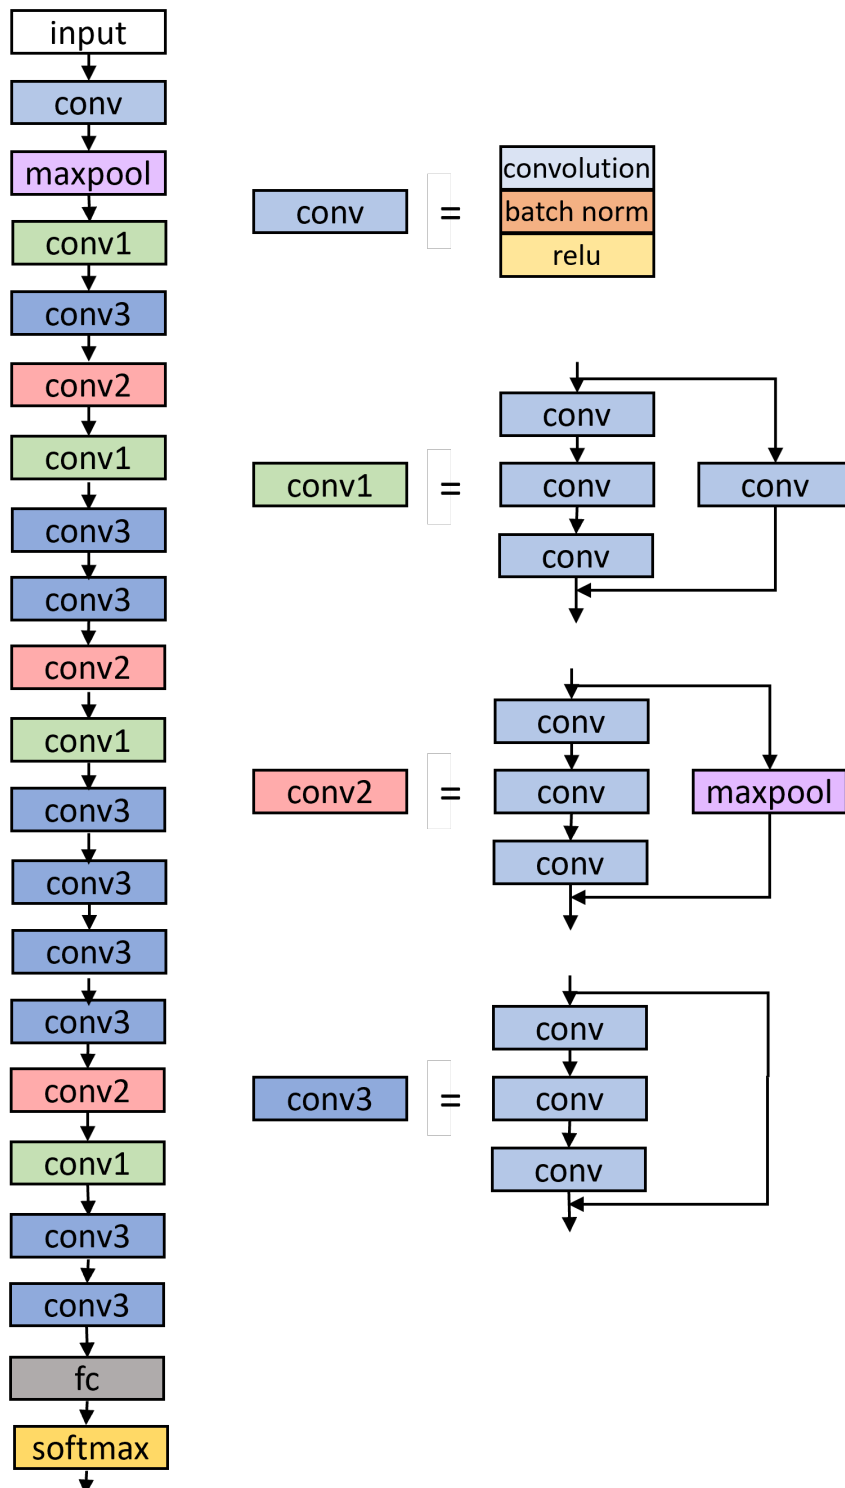 input
conv
maxpool
conv1
conv3
conv2
conv1
conv3
conv3
conv2
conv1
conv3
conv3
conv3
conv3
conv2
conv1
conv3
conv3
fc
softmax
conv =
convolution
batch norm
relu
conv1 =
conv
conv
conv
conv
conv2 =
conv
conv
maxpool
conv
conv3 =
conv
conv
conv